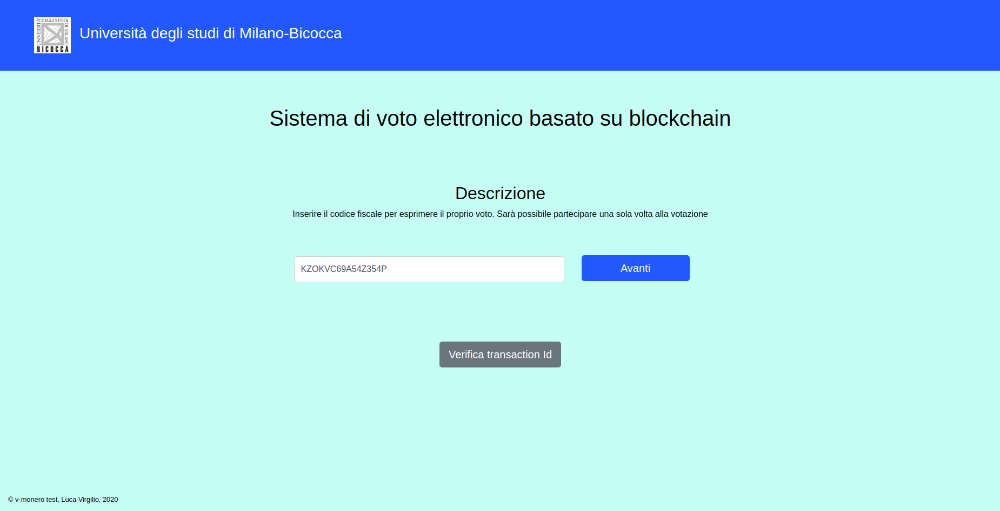 UNIVERSITA'
DEGLI STUDI
DI MILANO
BICOCCA
Università degli studi di Milano-Bicocca
Sistema di voto elettronico basato su blockchain
Descrizione
Inserire il codice fiscale per esprimere il proprio voto. Sarà possibile partecipare una sola volta alla votazione
KZOKVC69A54Z354P
Avanti
Verifica transaction Id
© v-monero test, Luca Virgilio, 2020